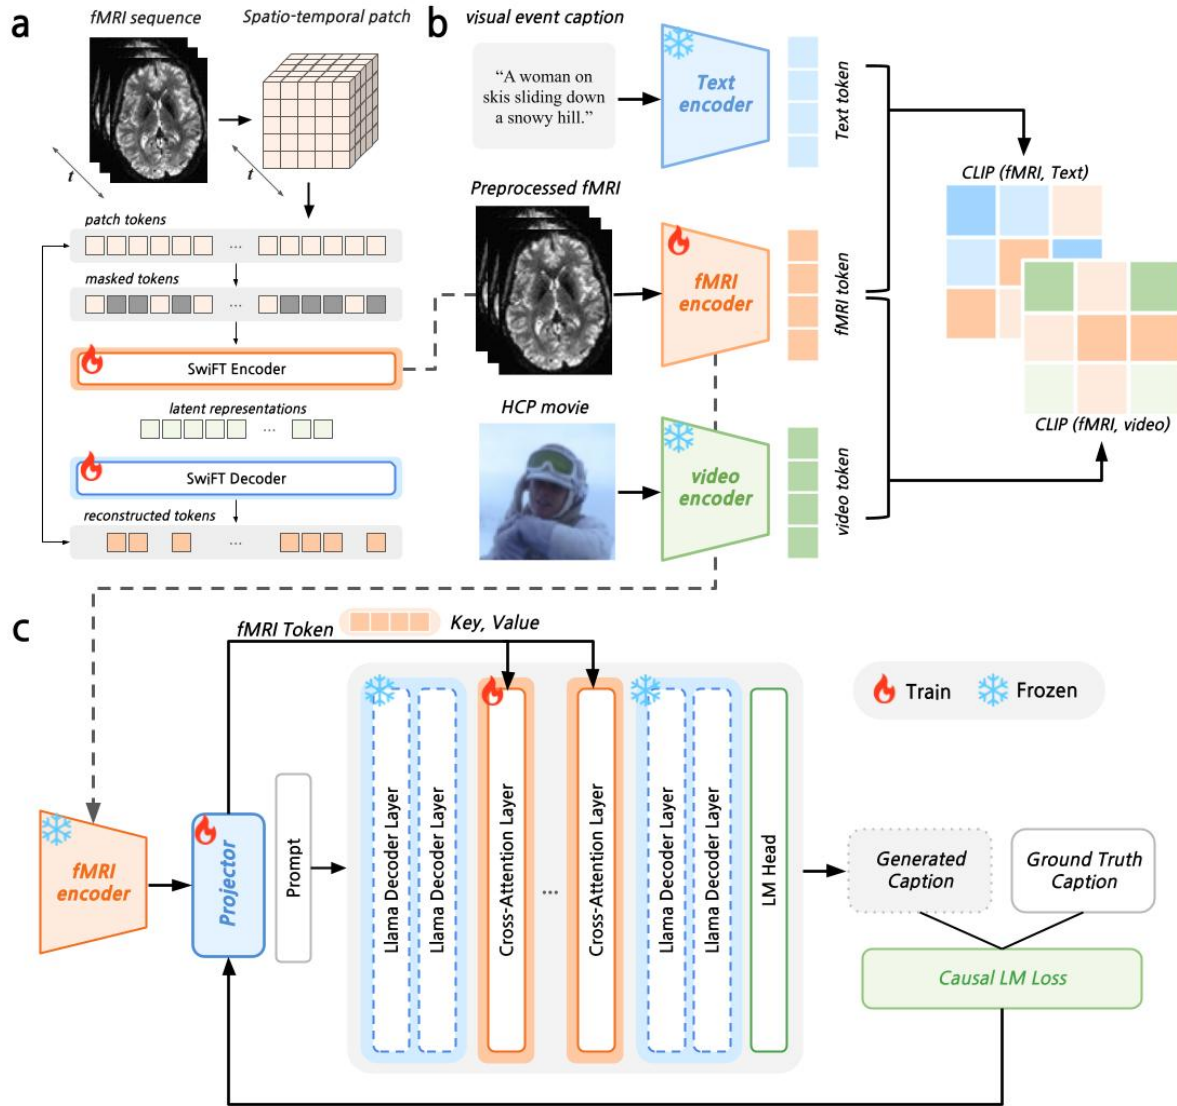 a
fMRI sequence
Spatio-temporal patch
t
t
patch tokens
...
masked tokens
...
SwiFT Encoder
latent representations
...
SwiFT Decoder
reconstructed tokens
...
b
visual event caption
“A woman on
skis sliding down
a snowy hill.”
Text
encoder
Text token
Preprocessed fMRI
fMRI
encoder
fMRI token
HCP movie
video
encoder
video token
CLIP (fMRI, Text)
CLIP (fMRI, video)
c
fMRI Token
Key, Value
fMRI
encoder
Projector
Prompt
Llama Decoder Layer
Llama Decoder Layer
Cross-Attention Layer
...
Cross-Attention Layer
Llama Decoder Layer
Llama Decoder Layer
LM Head
Train
Frozen
Generated
Caption
Ground Truth
Caption
Causal LM Loss